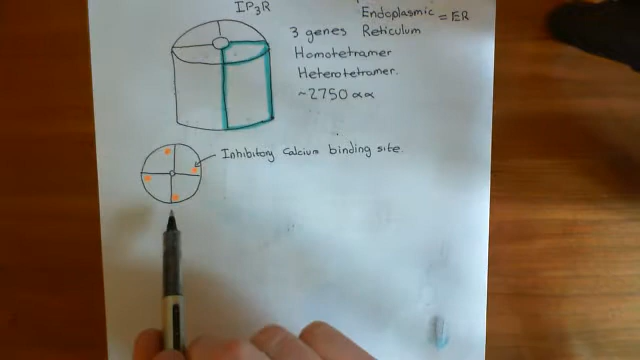 IP3R
Endoplasmic = ER
3 genes Reticulum
Homotetramer
Heterotetramer.
~2750 αα
Inhibitory Calcium binding site.